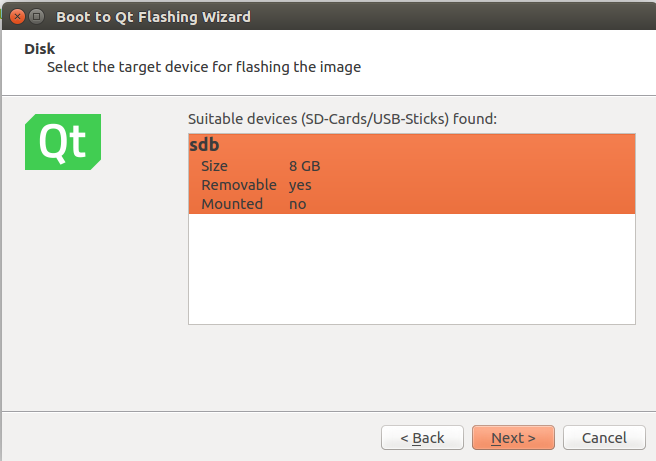 Boot to Qt Flashing Wizard
Disk
Select the target device for flashing the image
Qt
Suitable devices (SD-Cards/USB-Sticks) found:
sdb
Size 8 GB
Removable yes
Mounted no
< Back Next > Cancel